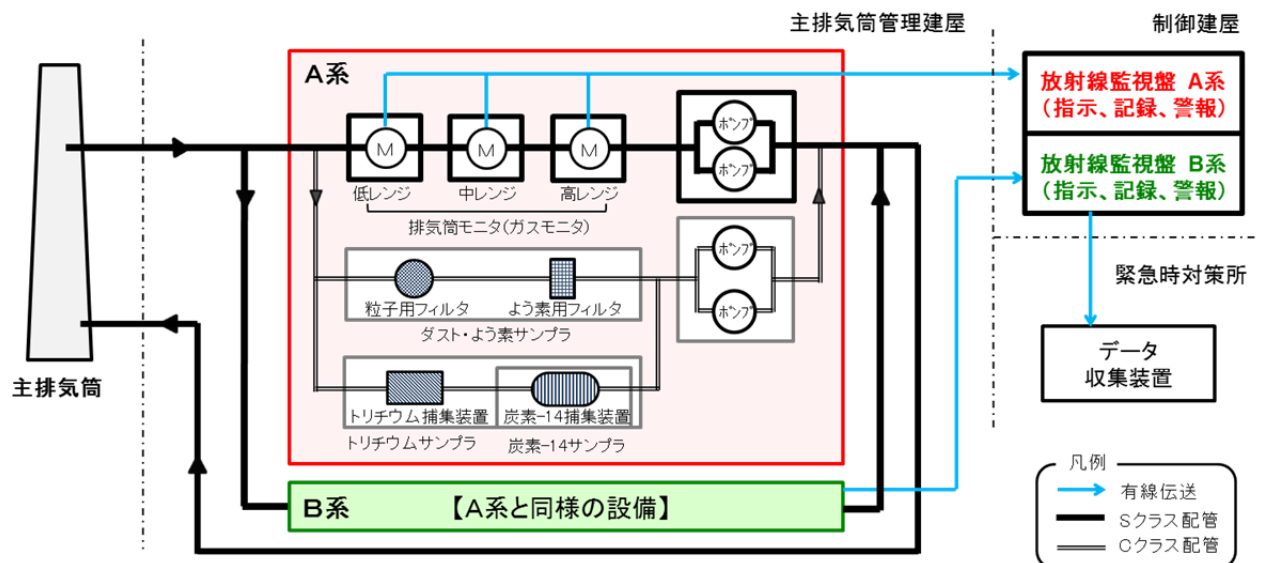 主排気筒管理建屋
制御建屋
A系
放射線監視盤 A系
(指示、記録、警報)
ポンプ
M
M
M
ポンプ
放射線監視盤 B系
(指示、記録、警報)
低レンジ
中レンジ
高レンジ
排気筒モニタ(ガスモニタ)
ポンプ
緊急時対策所
粒子用フィルタ
よう素用フィルタ
ポンプ
ダスト・よう素サンプラ
データ
収集装置
主排気筒
トリチウム捕集装置
炭素-14捕集装置
トリチウムサンプラ
炭素-14サンプラ
凡例
有線伝送
Sクラス配管
Cクラス配管
B系
【A系と同様の設備】